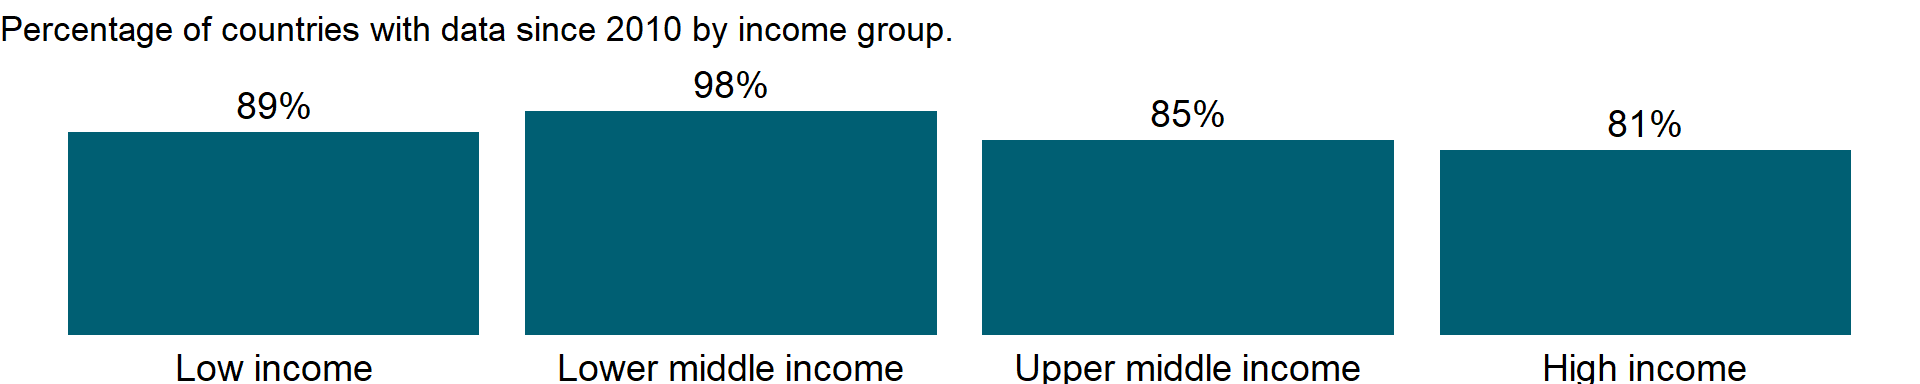 Percentage of countries with data since 2010 by income group.
89%
98%
85%
81%
Low income
Lower middle income
Upper middle income
High income